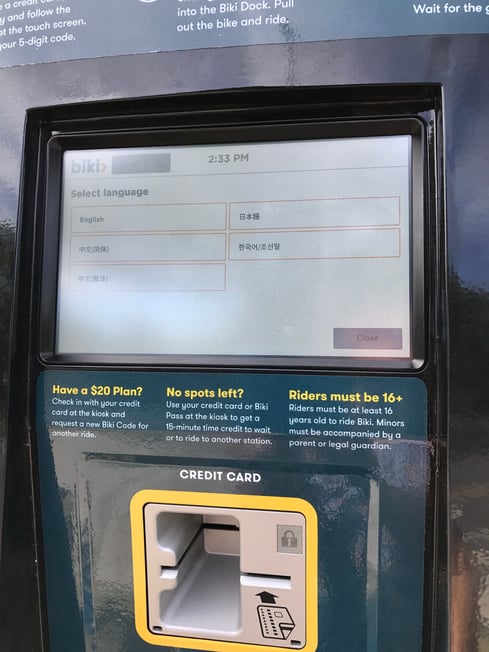 a credit car
y and follow the
at the touch screen.
our 5-digit code.
into the Biki Dock. Pull
out the bike and ride.
Wait for the g
biki
2:33 PM
Select language
English
日本語
中文(简体)
한국어/조선말
中文(繁体)
Close
Have a $20 Plan?
Check in with your credit
card at the kiosk and
request a new Biki Code for
another ride.
No spots left?
Use your credit card or Biki
Pass at the kiosk to get a
15-minute time credit to wait
or to ride to another station.
Riders must be 16+
Riders must be at least 16
years old to ride Biki. Minors
must be accompanied by a
parent or legal guardian.
CREDIT CARD